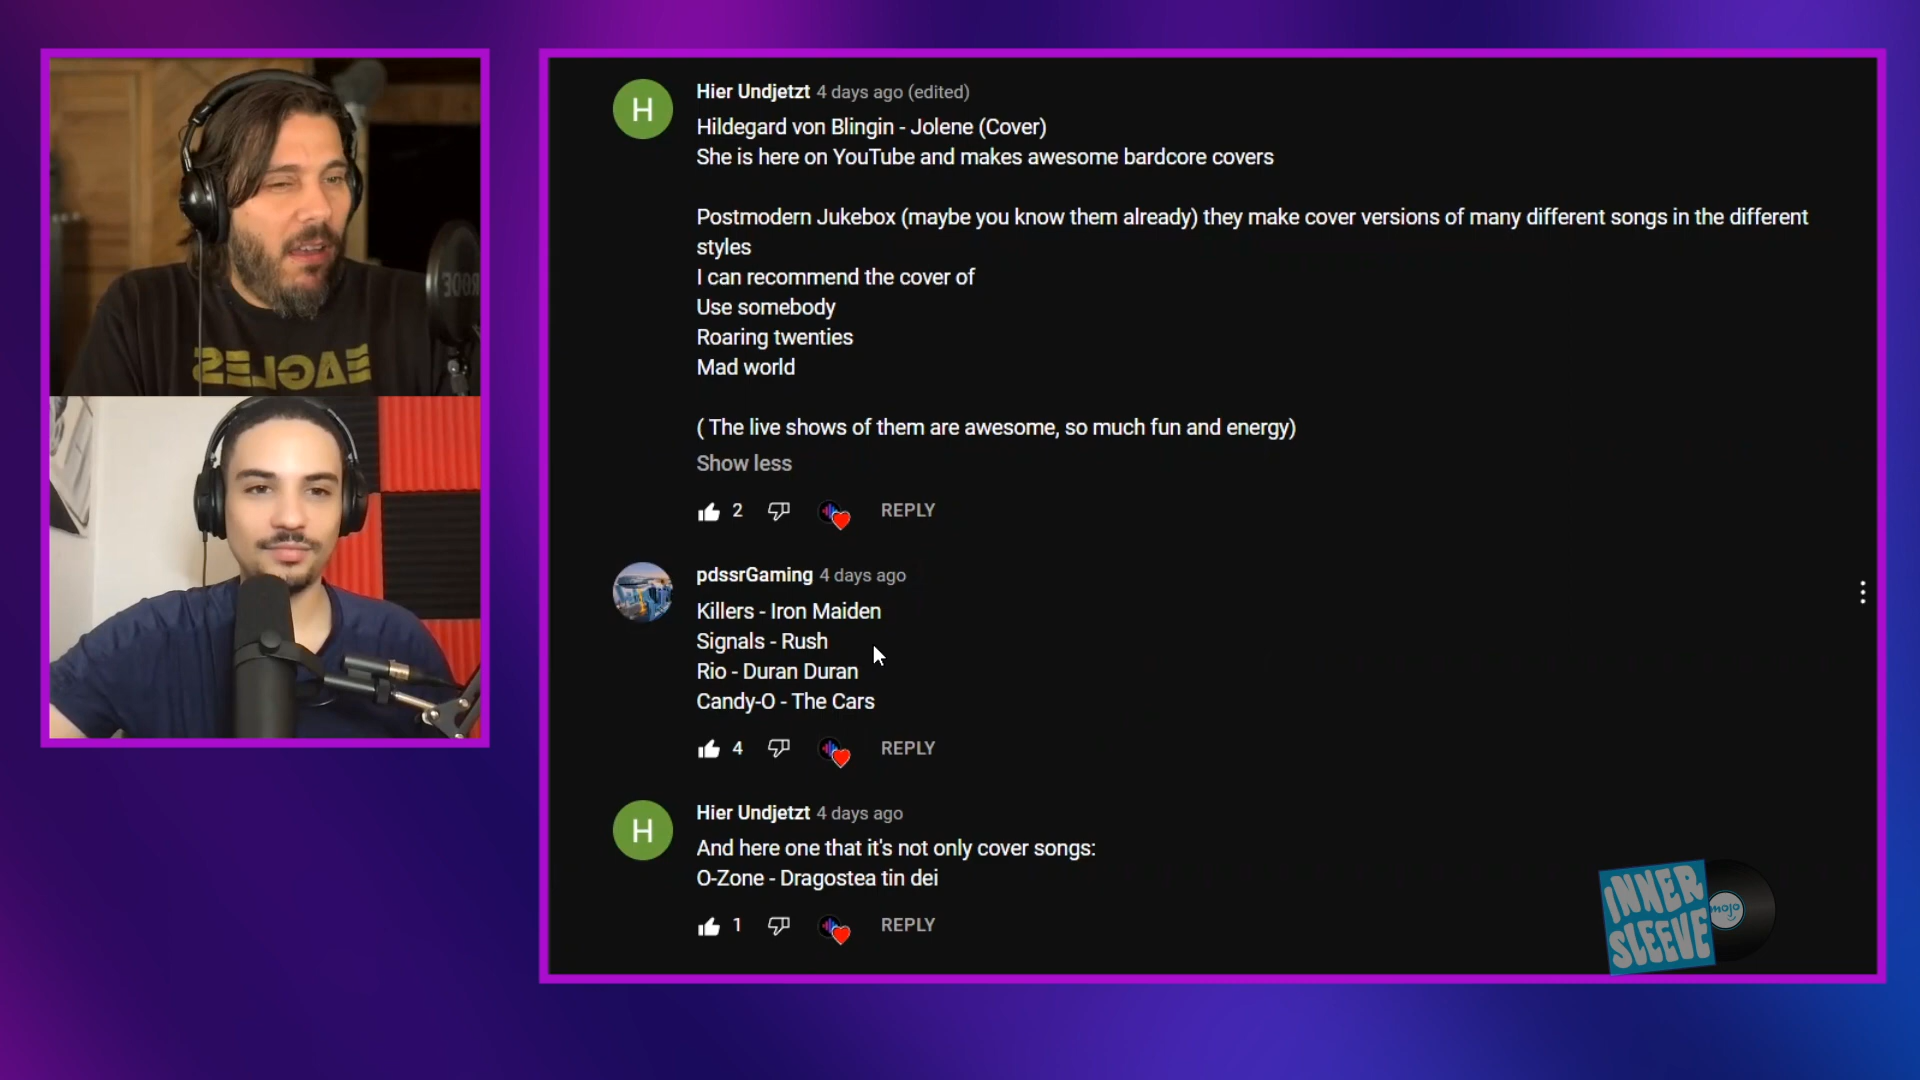 EAGLES
RODE
Hier Undjetzt 4 days ago (edited)
H
Hildegard von Blingin - Jolene (Cover)
She is here on YouTube and makes awesome bardcore covers
Postmodern Jukebox (maybe you know them already) they make cover versions of many different songs in the different
styles
I can recommend the cover of
Use somebody
Roaring twenties
Mad world
( The live shows of them are awesome, so much fun and energy)
Show less
2 REPLY
pdssrGaming 4 days ago
Killers - Iron Maiden
Signals - Rush
Rio - Duran Duran
Candy-O - The Cars
4 REPLY
Hier Undjetzt 4 days ago
H
And here one that it's not only cover songs:
O-Zone - Dragostea tin dei
1 REPLY
INNER
SLEEVE
mojo